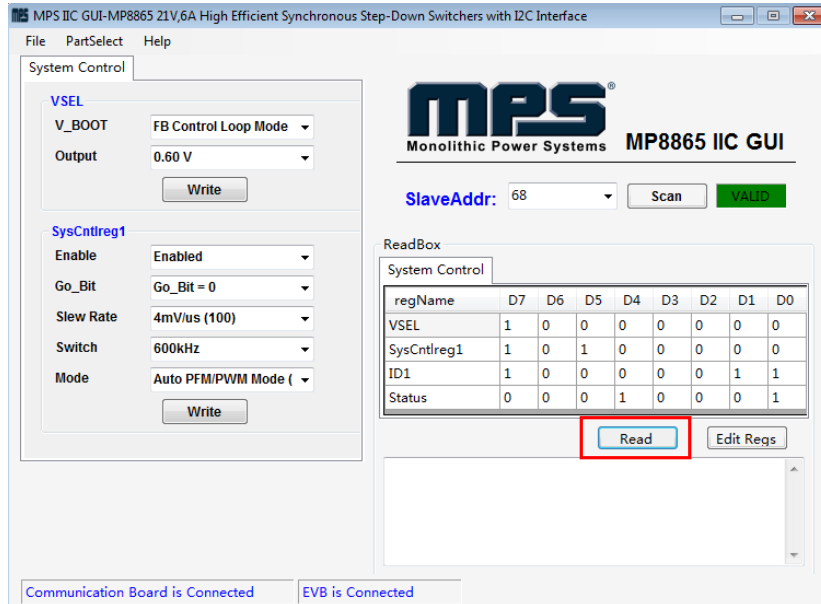 MPS IIC GUI-MP8865 21V,6A High Efficient Synchronous Step-Down Switchers with I2C Interface
File PartSelect Help
System Control
VSEL
V_BOOT FB Control Loop Mode
Output 0.60 V
Write
SysCntlreg1
Enable Enabled
Go_Bit Go_Bit = 0
Slew Rate 4mV/us (100)
Switch 600kHz
Mode Auto PFM/PWM Mode (
Write
mps®
Monolithic Power Systems
MP8865 IIC GUI
SlaveAddr: 68 Scan VALID
ReadBox
System Control
regName D7 D6 D5 D4 D3 D2 D1 D0
VSEL 1 0 0 0 0 0 0 0
SysCntlreg1 1 0 1 0 0 0 0 0
ID1 1 0 0 0 0 0 1 1
Status 0 0 0 1 0 0 0 1
Read Edit Regs
Communication Board is Connected EVB is Connected